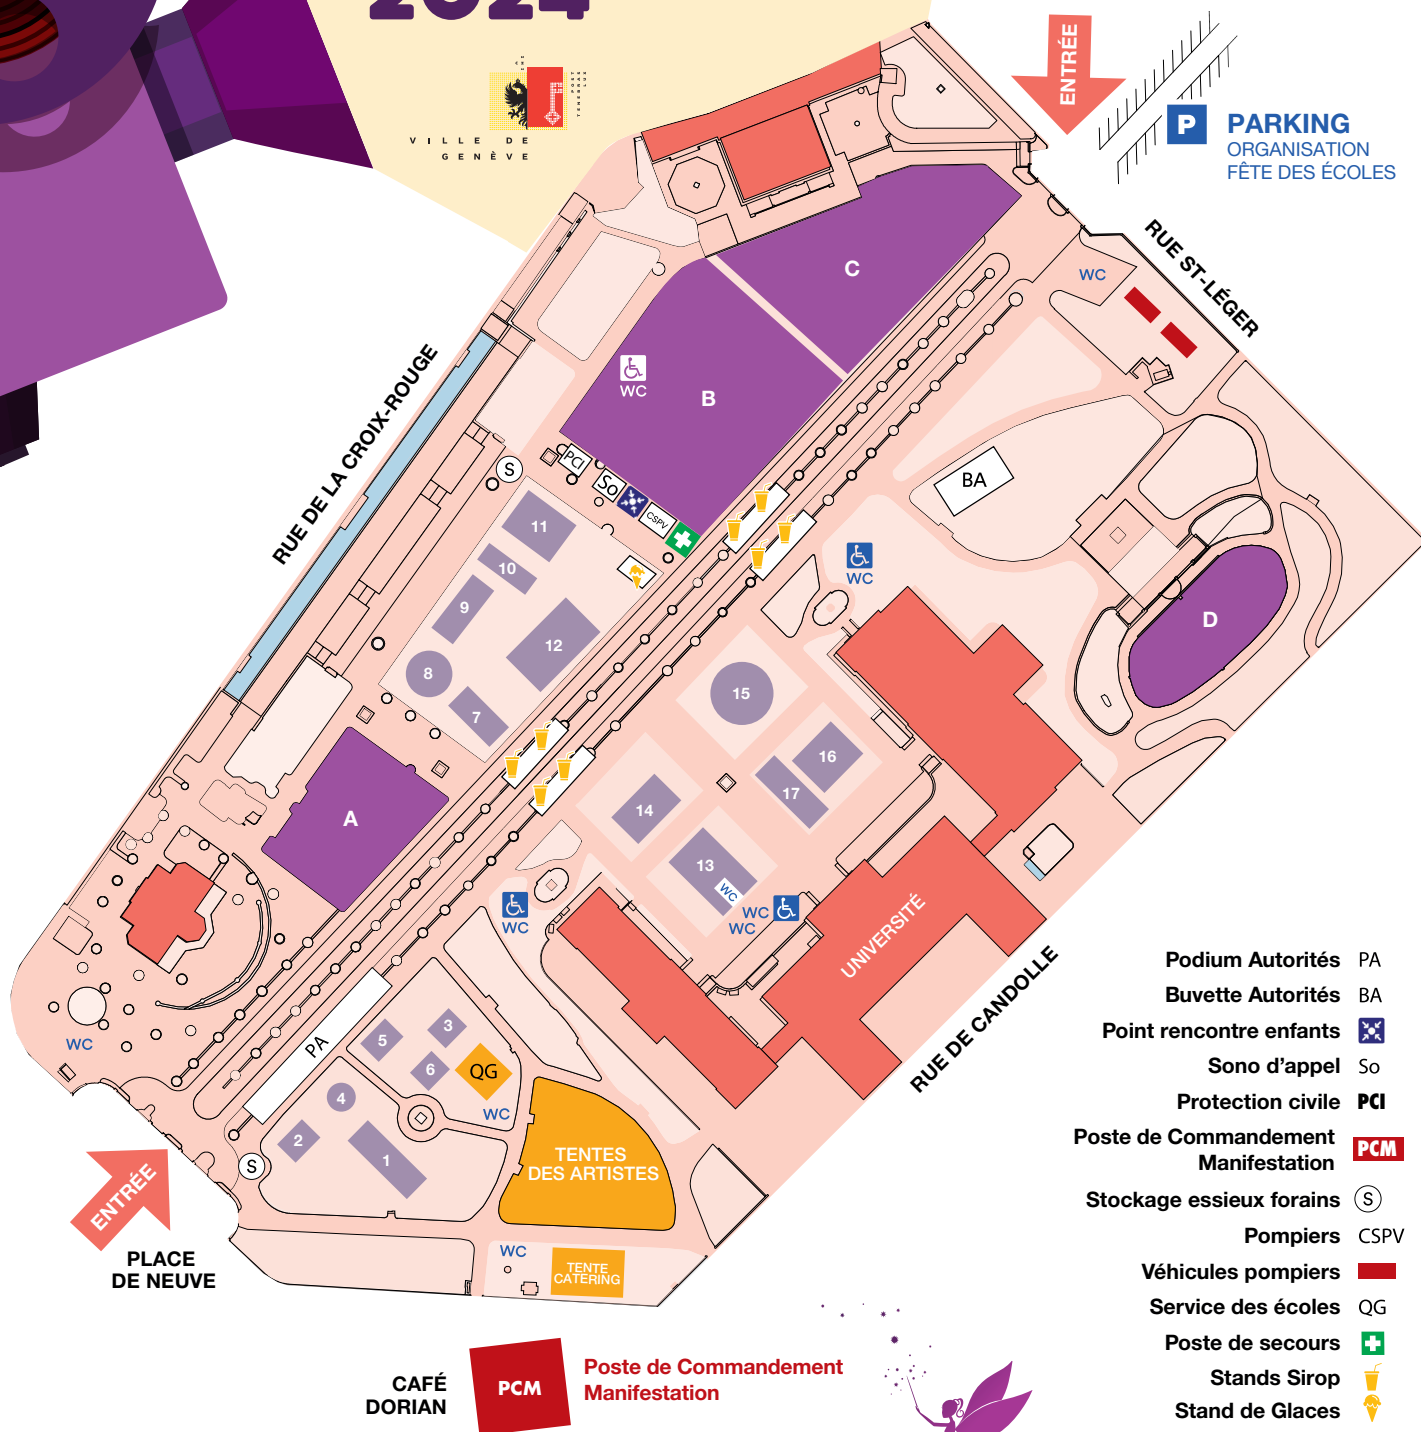 2024
VILLE DE
GENÈVE
POST TENEBRAS LUX
ENTRÉE
P
PARKING
ORGANISATION
FÊTE DES ÉCOLES
RUE ST-LÉGER
WC
C
RUE DE LA CROIX-ROUGE
WC
B
PCI
S
So
CSPV
BA
11
10
9
12
8
7
WC
D
15
16
17
14
13
WC
WC
WC
A
WC
UNIVERSITÉ
RUE DE CANDOLLE
WC
PA
5
3
6
QG
4
WC
2
1
S
TENTES
DES ARTISTES
ENTRÉE
PLACE
DE NEUVE
WC
TENTE
CATERING
CAFÉ
DORIAN
PCM
Poste de Commandement
Manifestation
Podium Autorités PA
Buvette Autorités BA
Point rencontre enfants
Sono d'appel So
Protection civile PCI
Poste de Commandement
Manifestation PCM
Stockage essieux forains S
Pompiers CSPV
Véhicules pompiers
Service des écoles QG
Poste de secours
Stands Sirop
Stand de Glaces